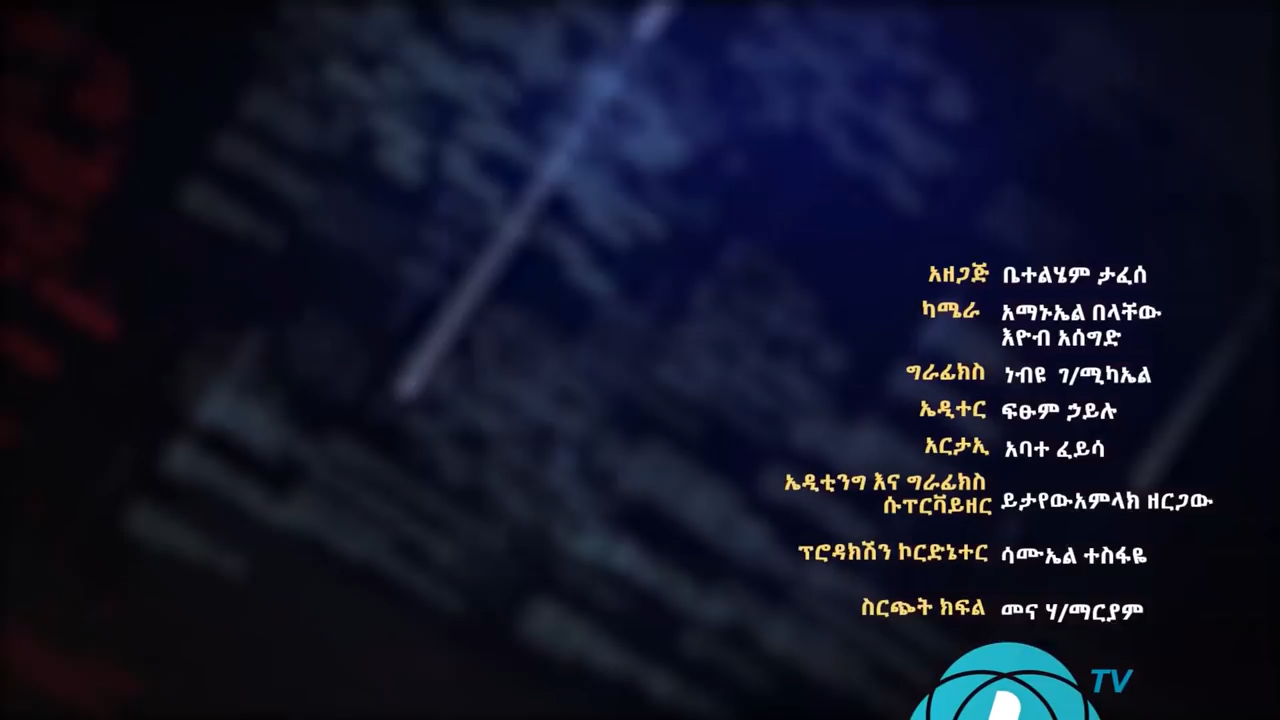 አዘጋጅ ቤተልሄም ታፈሰ
ካሜራ አማኑኤል በላቸው
እዮብ አሰግድ
ግራፊክስ ነብዩ ገ/ሚካኤል
ኤዲተር ፍፁም ኃይሉ
አርታኢ አባተ ፈይሳ
ኤዲቲንግ እና ግራፊክስ
ሱፐርቫይዘር ይታየውአምላክ ዘርጋው
ፕሮዳክሽን ኮርድኔተር ሳሙኤል ተስፋዬ
ስርጭት ክፍል መና ሃ/ማርያም
TV